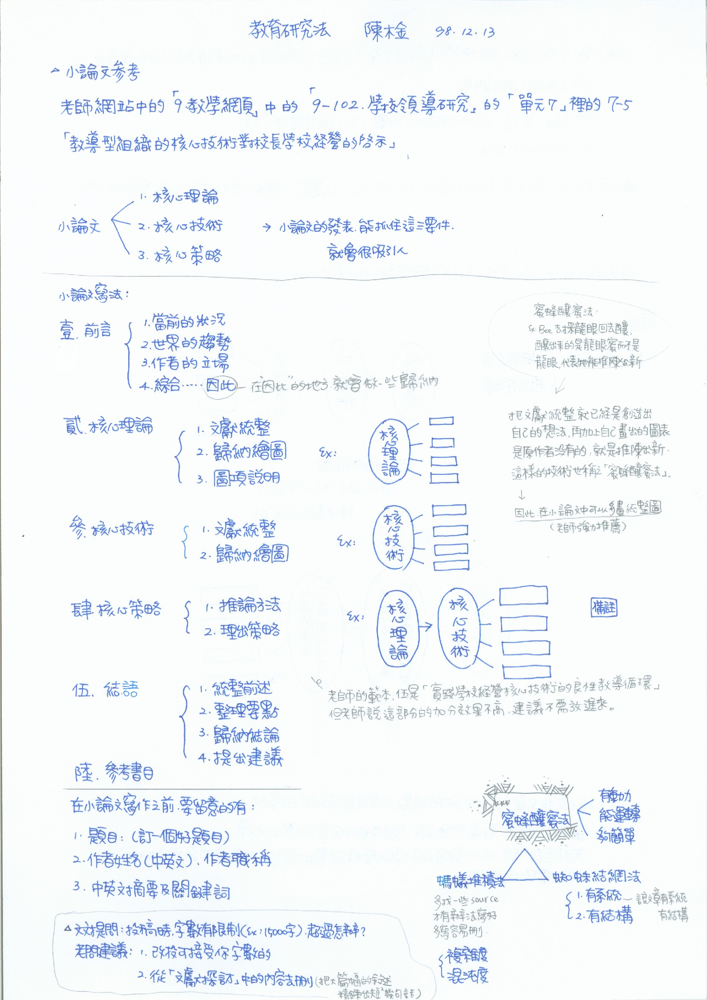 教育研究法 陳木金 98.12.13
△ 小論文參考
老師網站中的「9.教學網頁」中的「9-102.學校領導研究」的「單元7」裡的7-5
「教導型組織的核心技術對校長學校經營的啓示」
小論文
1. 核心理論
2. 核心技術
3. 核心策略
→ 小論文的發表.能抓住這三要件.
就會很吸引人
小論文寫法:
壹. 前言
1.當前的狀況
2.世界的趨勢
3.作者的立場
4.綜合……因此 — 在"因此"的地方.就會做一些歸納
蜜蜂釀蜜法:
Ex: Bee 去採龍眼回去釀,
釀出來的是龍眼蜜而不是
龍眼,代表牠能推陳出新
把文獻統整就已經是創造出
自己的想法,再加上自己畫出的圖表
是原作者沒有的,就是推陳出新.
這樣的技術也稱之「蜜蜂釀蜜法」.
↓
因此.在小論文中可以多畫統整圖
(老師強力推薦)
貳.核心理論
1. 文獻統整
2. 歸納繪圖
3. 圖項說明
Ex:
核心理論
參.核心技術
1. 文獻統整
2. 歸納繪圖
Ex:
核心技術
肆.核心策略
1. 推論方法
2. 理出策略
Ex:
核心理論 → 核心技術
備註
老師的範本,伍是「實踐學校經營核心技術的良性教導循環」
但老師說這部分的加分效果不高,建議不需放進來。
伍. 結語
1. 統整前述
2. 整理要點
3. 歸納結論
4. 提出建議
陸. 參考書目
在小論文寫作之前.要留意的有:
1. 題目: (訂一個好題目)
2.作者姓名(中英文)、作者職稱
3. 中英文摘要及關鍵詞
蜜蜂釀蜜法
有動力
能運轉
夠簡單
螞蟻堆積法
多找一些source
才有辦法寫好
多寫容易刪.
複雜度
混沌度
蜘蛛結網法
1.有系統 — 讓文章有系統
2.有結構 有結構
△ 文文提問: 投稿時,字數有限制(Ex:15000字).超過怎辦?
老師建議: 1. 改投可接受你字數的
2.從「文獻探討」中的內容去刪(把大篇幅的敘述
精鍊出短短幾句話)